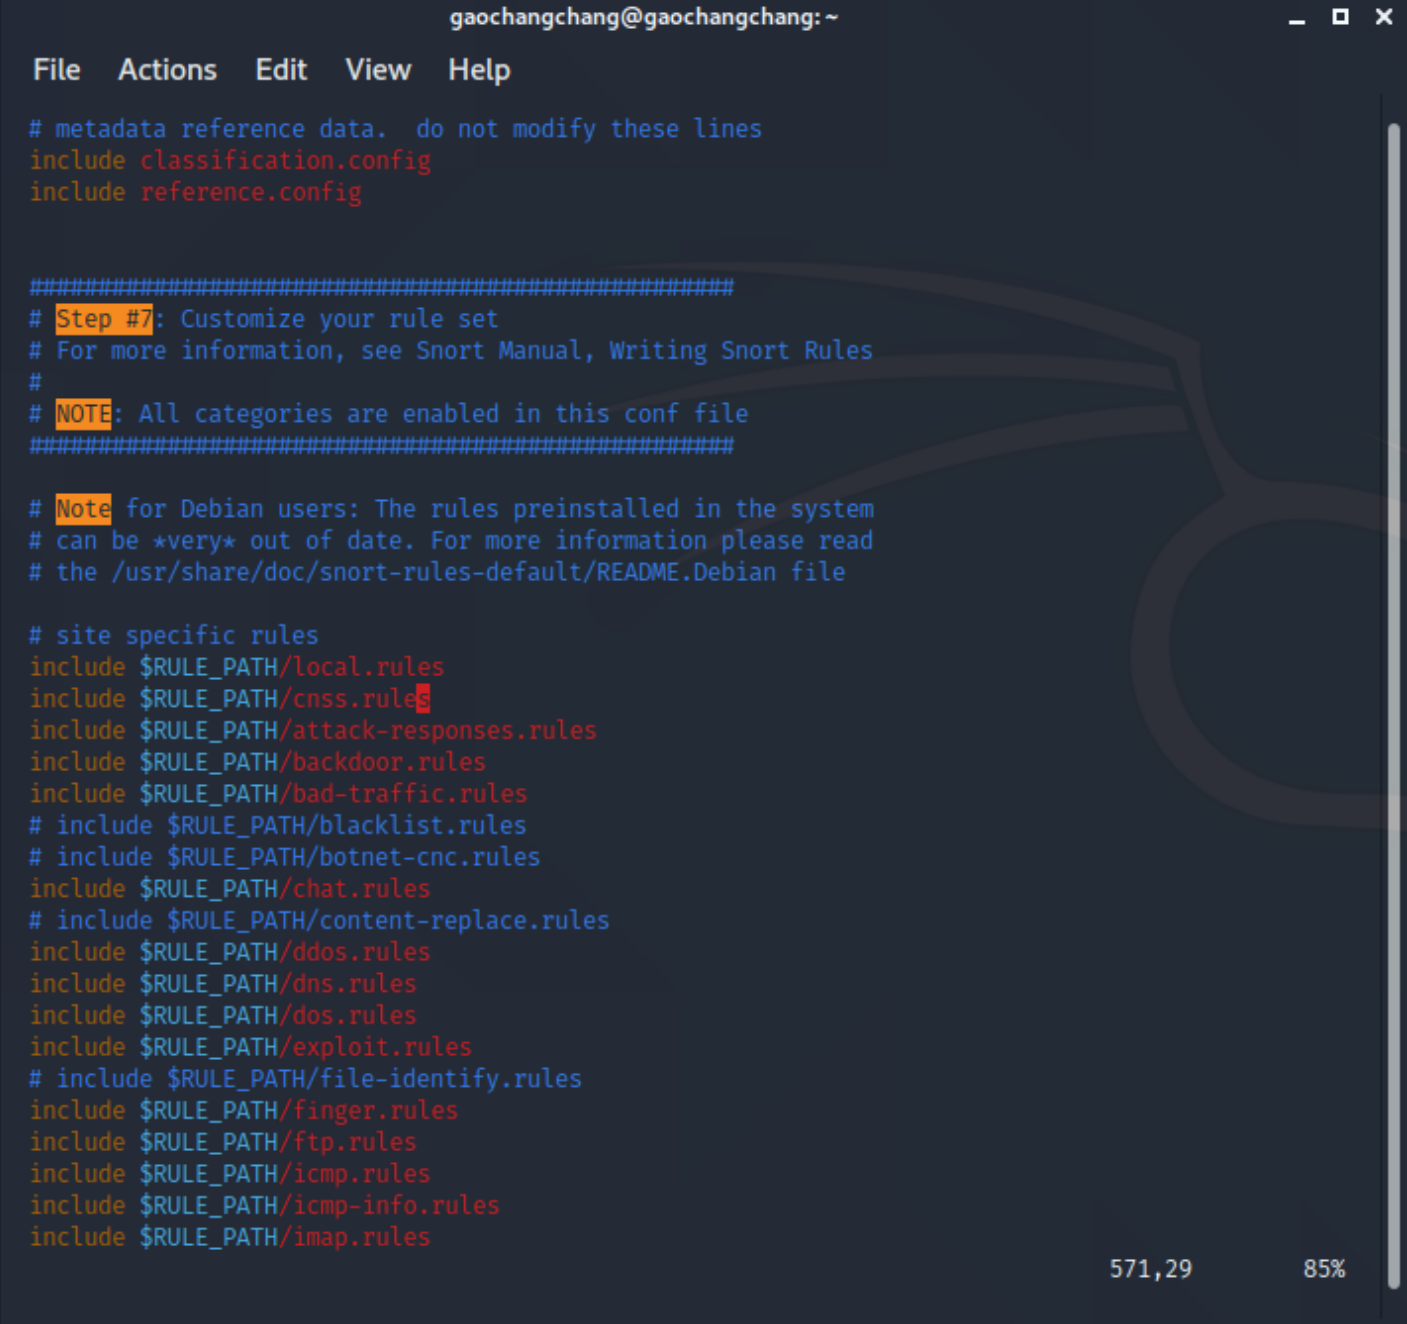 gaochangchang@gaochangchang:~
File Actions Edit View Help
# metadata reference data.  do not modify these lines
include classification.config
include reference.config
###################################################
# Step #7: Customize your rule set
# For more information, see Snort Manual, Writing Snort Rules
#
# NOTE: All categories are enabled in this conf file
###################################################
# Note for Debian users: The rules preinstalled in the system
# can be *very* out of date. For more information please read
# the /usr/share/doc/snort-rules-default/README.Debian file
# site specific rules
include $RULE_PATH/local.rules
include $RULE_PATH/cnss.rules
include $RULE_PATH/attack-responses.rules
include $RULE_PATH/backdoor.rules
include $RULE_PATH/bad-traffic.rules
# include $RULE_PATH/blacklist.rules
# include $RULE_PATH/botnet-cnc.rules
include $RULE_PATH/chat.rules
# include $RULE_PATH/content-replace.rules
include $RULE_PATH/ddos.rules
include $RULE_PATH/dns.rules
include $RULE_PATH/dos.rules
include $RULE_PATH/exploit.rules
# include $RULE_PATH/file-identify.rules
include $RULE_PATH/finger.rules
include $RULE_PATH/ftp.rules
include $RULE_PATH/icmp.rules
include $RULE_PATH/icmp-info.rules
include $RULE_PATH/imap.rules
571,29 85%